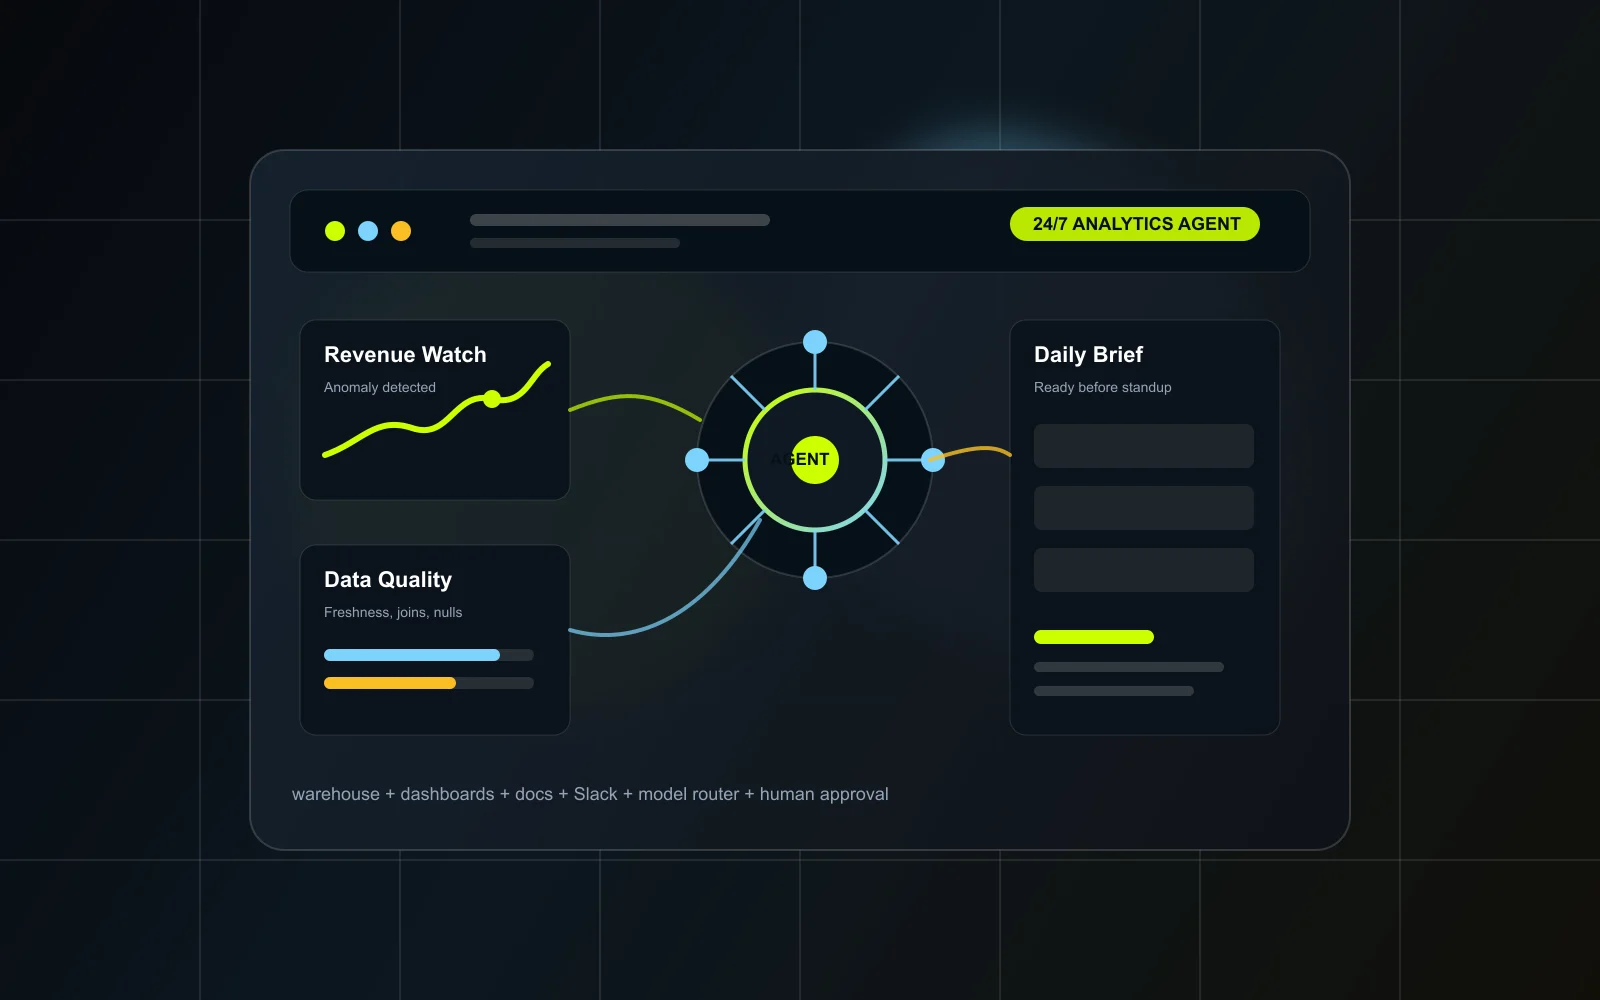 24/7 ANALYTICS AGENT
Revenue Watch
Anomaly detected
AGENT
Daily Brief
Ready before standup
Data Quality
Freshness, joins, nulls
warehouse + dashboards + docs + Slack + model router + human approval